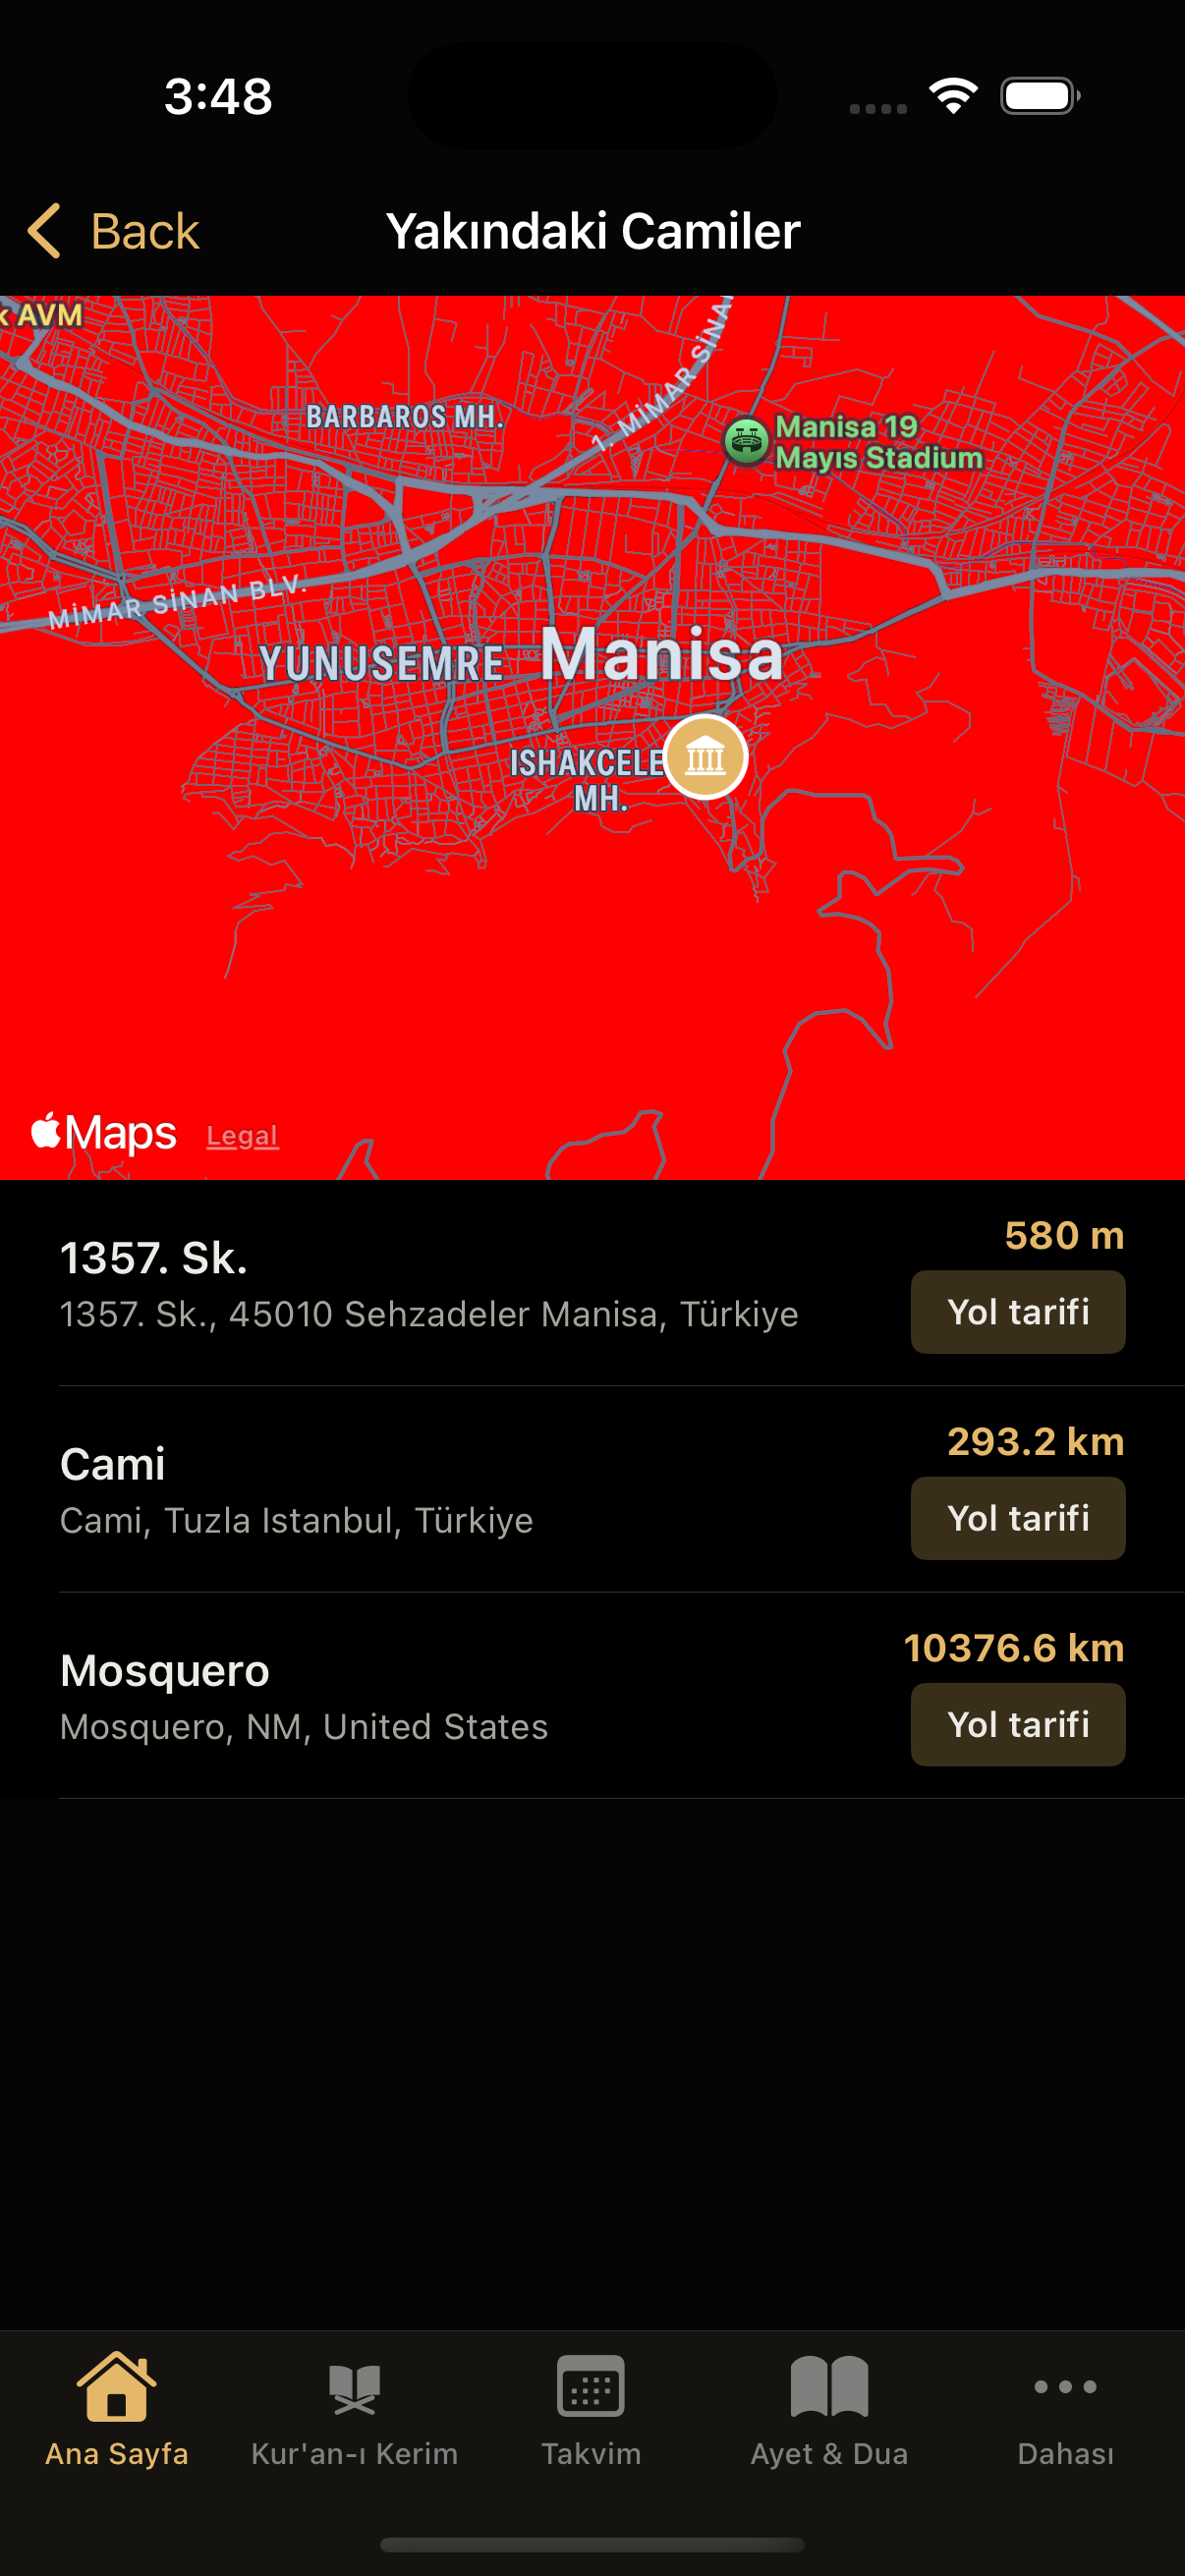 3:48
Back
Yakındaki Camiler
k AVM
BARBAROS MH.
1. MİMAR SİNA
Manisa 19
Mayıs Stadium
MİMAR SİNAN BLV.
YUNUSEMRE
Manisa
ISHAKCELE
MH.
Maps
Legal
1357. Sk.
580 m
1357. Sk., 45010 Sehzadeler Manisa, Türkiye
Yol tarifi
Cami
293.2 km
Cami, Tuzla Istanbul, Türkiye
Yol tarifi
Mosquero
10376.6 km
Mosquero, NM, United States
Yol tarifi
Ana Sayfa
Kur'an-ı Kerim
Takvim
Ayet & Dua
Dahası